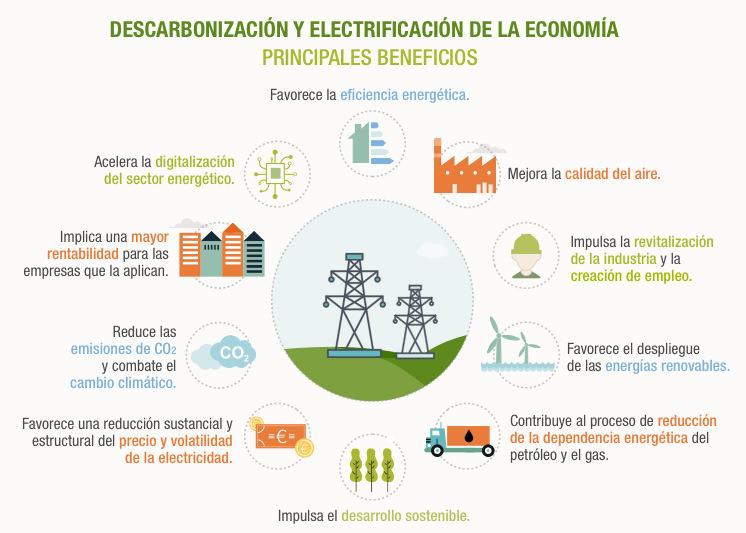 DESCARBONIZACIÓN Y ELECTRIFICACIÓN DE LA ECONOMÍA
PRINCIPALES BENEFICIOS
Favorece la eficiencia energética.
Mejora la calidad del aire.
Impulsa la revitalización
de la industria y la
creación de empleo.
Favorece el despliegue
de las energías renovables.
Contribuye al proceso de reducción
de la dependencia energética del
petróleo y el gas.
Impulsa el desarrollo sostenible.
Favorece una reducción sustancial y
estructural del precio y volatilidad
de la electricidad.
=€=
€
Reduce las
emisiones de CO₂
y combate el
cambio climático.
CO₂
Implica una mayor
rentabilidad para las
empresas que la aplican.
Acelera la digitalización
del sector energético.